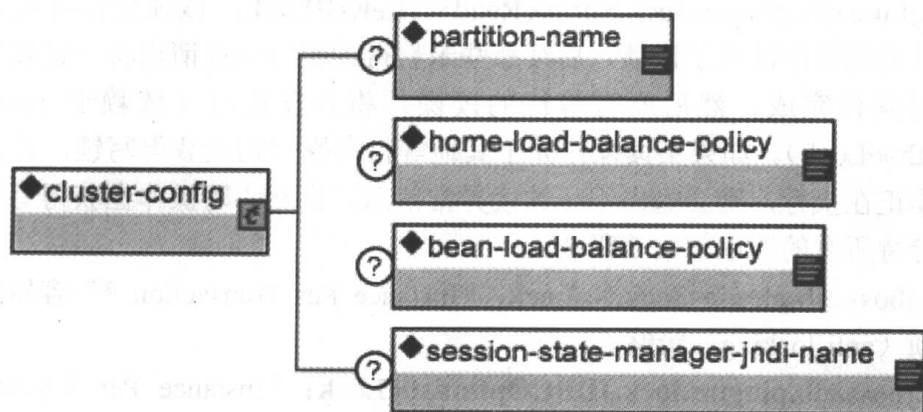 partition-name
home-load-balance-policy
cluster-config
bean-load-balance-policy
session-state-manager-jndi-name
?
?
?
?